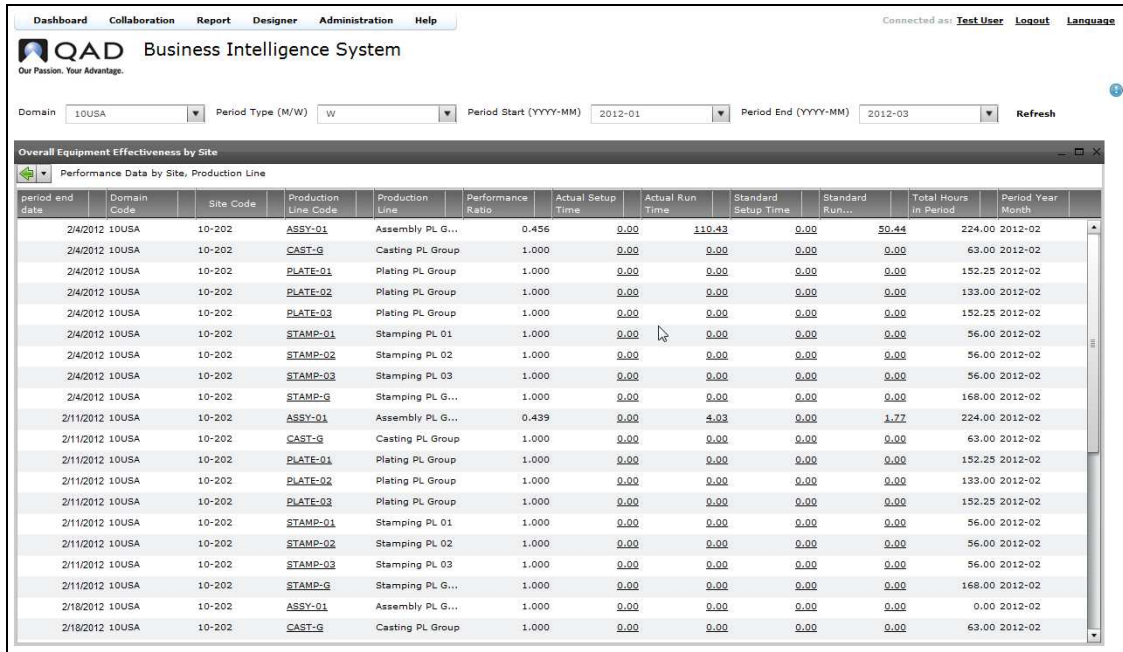 Dashboard Collaboration Report Designer Administration Help Connected as: Test User Logout Language
QAD Business Intelligence System
Our Passion. Your Advantage.
Domain 10USA Period Type (M/W) W Period Start (YYYY-MM) 2012-01 Period End (YYYY-MM) 2012-03 Refresh
Overall Equipment Effectiveness by Site
Performance Data by Site, Production Line
period end date Domain Code Site Code Production Line Code Production Line Performance Ratio Actual Setup Time Actual Run Time Standard Setup Time Standard Run... Total Hours in Period Period Year Month
2/4/2012 10USA 10-202 ASSY-01 Assembly PL G... 0.456 0.00 110.43 0.00 50.44 224.00 2012-02
2/4/2012 10USA 10-202 CAST-G Casting PL Group 1.000 0.00 0.00 0.00 0.00 63.00 2012-02
2/4/2012 10USA 10-202 PLATE-01 Plating PL Group 1.000 0.00 0.00 0.00 0.00 152.25 2012-02
2/4/2012 10USA 10-202 PLATE-02 Plating PL Group 1.000 0.00 0.00 0.00 0.00 133.00 2012-02
2/4/2012 10USA 10-202 PLATE-03 Plating PL Group 1.000 0.00 0.00 0.00 0.00 152.25 2012-02
2/4/2012 10USA 10-202 STAMP-01 Stamping PL 01 1.000 0.00 0.00 0.00 0.00 56.00 2012-02
2/4/2012 10USA 10-202 STAMP-02 Stamping PL 02 1.000 0.00 0.00 0.00 0.00 56.00 2012-02
2/4/2012 10USA 10-202 STAMP-03 Stamping PL 03 1.000 0.00 0.00 0.00 0.00 56.00 2012-02
2/4/2012 10USA 10-202 STAMP-G Stamping PL G... 1.000 0.00 0.00 0.00 0.00 168.00 2012-02
2/11/2012 10USA 10-202 ASSY-01 Assembly PL G... 0.439 0.00 4.03 0.00 1.77 224.00 2012-02
2/11/2012 10USA 10-202 CAST-G Casting PL Group 1.000 0.00 0.00 0.00 0.00 63.00 2012-02
2/11/2012 10USA 10-202 PLATE-01 Plating PL Group 1.000 0.00 0.00 0.00 0.00 152.25 2012-02
2/11/2012 10USA 10-202 PLATE-02 Plating PL Group 1.000 0.00 0.00 0.00 0.00 133.00 2012-02
2/11/2012 10USA 10-202 PLATE-03 Plating PL Group 1.000 0.00 0.00 0.00 0.00 152.25 2012-02
2/11/2012 10USA 10-202 STAMP-01 Stamping PL 01 1.000 0.00 0.00 0.00 0.00 56.00 2012-02
2/11/2012 10USA 10-202 STAMP-02 Stamping PL 02 1.000 0.00 0.00 0.00 0.00 56.00 2012-02
2/11/2012 10USA 10-202 STAMP-03 Stamping PL 03 1.000 0.00 0.00 0.00 0.00 56.00 2012-02
2/11/2012 10USA 10-202 STAMP-G Stamping PL G... 1.000 0.00 0.00 0.00 0.00 168.00 2012-02
2/18/2012 10USA 10-202 ASSY-01 Assembly PL G... 1.000 0.00 0.00 0.00 0.00 0.00 2012-02
2/18/2012 10USA 10-202 CAST-G Casting PL Group 1.000 0.00 0.00 0.00 0.00 63.00 2012-02